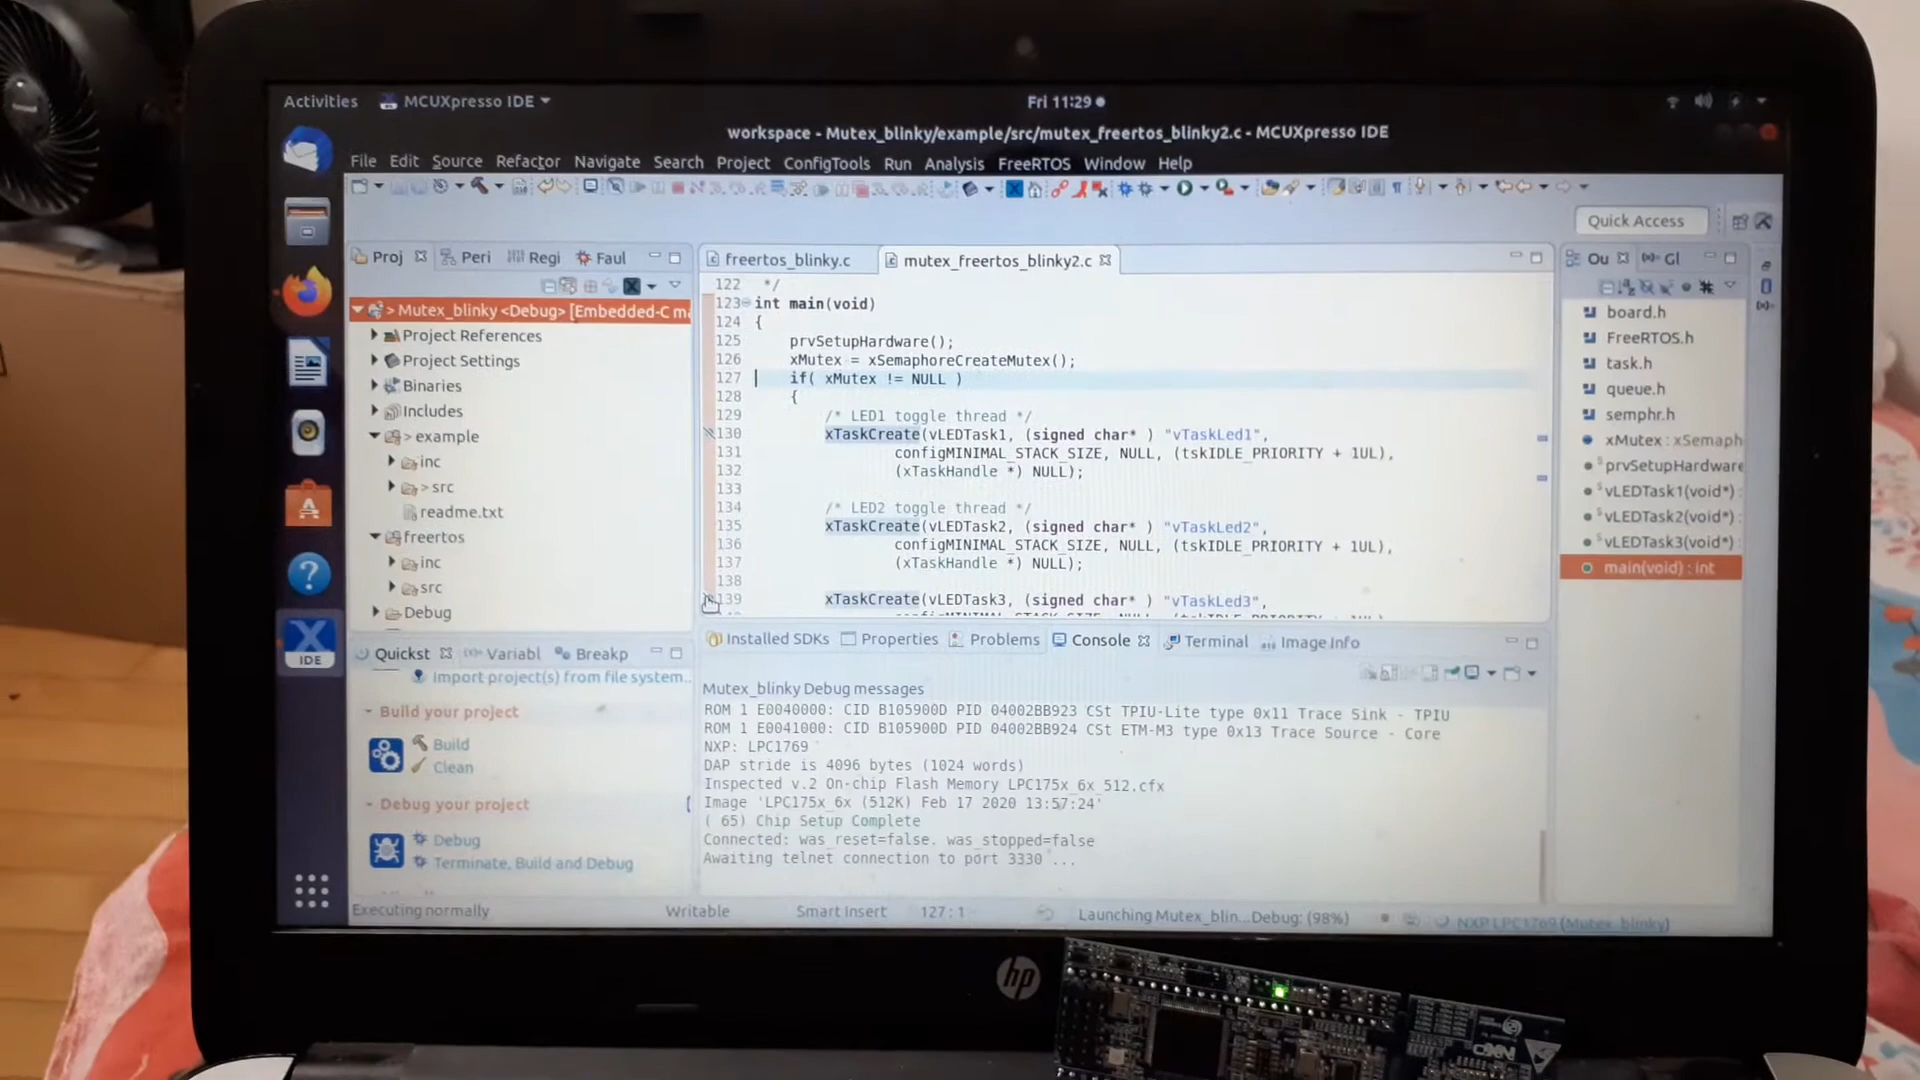 Activities
MCUXpresso IDE
Fri 11:29
workspace - Mutex_blinky/example/src/mutex_freertos_blinky2.c - MCUXpresso IDE
File Edit Source Refactor Navigate Search Project ConfigTools Run Analysis FreeRTOS Window Help
Quick Access
Proj
Peri
Regi
Faul
> Mutex_blinky <Debug> [Embedded-C
Project References
Project Settings
Binaries
Includes
> example
inc
> src
readme.txt
freertos
inc
src
Debug
freertos_blinky.c
mutex_freertos_blinky2.c
122 */
123 int main(void)
124 {
125 prvSetupHardware();
126 xMutex = xSemaphoreCreateMutex();
127 if( xMutex != NULL )
128 {
129 /* LED1 toggle thread */
130 xTaskCreate(vLEDTask1, (signed char* ) "vTaskLed1",
131 configMINIMAL_STACK_SIZE, NULL, (tskIDLE_PRIORITY + 1UL),
132 (xTaskHandle *) NULL);
133
134 /* LED2 toggle thread */
135 xTaskCreate(vLEDTask2, (signed char* ) "vTaskLed2",
136 configMINIMAL_STACK_SIZE, NULL, (tskIDLE_PRIORITY + 1UL),
137 (xTaskHandle *) NULL);
138
139 xTaskCreate(vLEDTask3, (signed char* ) "vTaskLed3",
Ou
Gl
board.h
FreeRTOS.h
task.h
queue.h
semphr.h
xMutex : xSemaph
prvSetupHardware
vLEDTask1(void*) :
vLEDTask2(void*) :
vLEDTask3(void*) :
main(void) : int
Quickst
Variabl
Breakp
Import project(s) from file system..
Build your project
Build
Clean
Debug your project
Debug
Terminate, Build and Debug
Installed SDKs
Properties
Problems
Console
Terminal
Image Info
Mutex_blinky Debug messages
ROM 1 E0040000: CID B105900D PID 04002BB923 CSt TPIU-Lite type 0x11 Trace Sink - TPIU
ROM 1 E0041000: CID B105900D PID 04002BB924 CSt ETM-M3 type 0x13 Trace Source - Core
NXP: LPC1769
DAP stride is 4096 bytes (1024 words)
Inspected v.2 On-chip Flash Memory LPC175x_6x_512.cfx
Image 'LPC175x_6x (512K) Feb 17 2020 13:57:24'
( 65) Chip Setup Complete
Connected: was_reset=false. was_stopped=false
Awaiting telnet connection to port 3330 ...
Executing normally
Writable
Smart Insert
127 : 1
Launching Mutex_blin...Debug: (98%)
NXP LPC1769 (Mutex_blinky)
IDE
hp
NXP